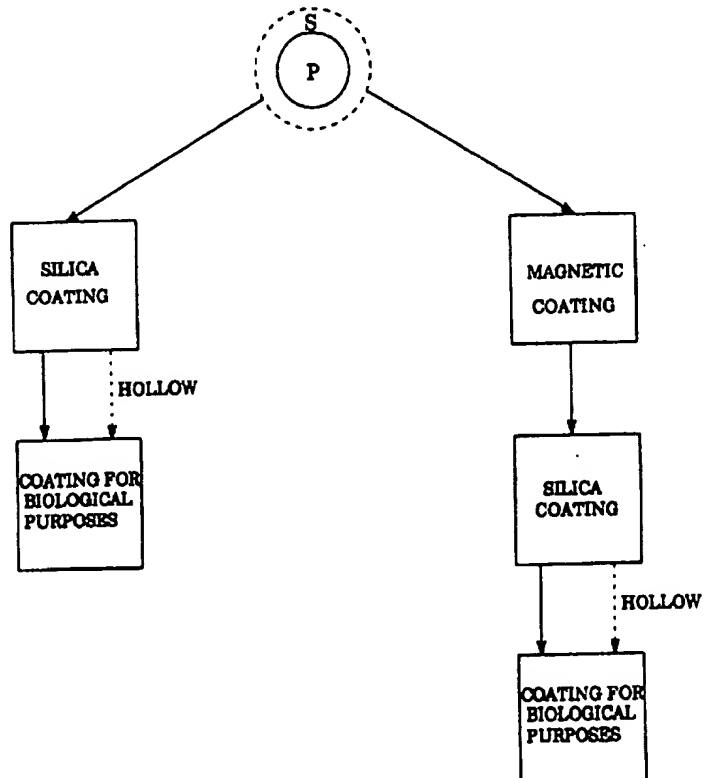 S
P
SILICA
COATING
MAGNETIC
COATING
HOLLOW
COATING FOR
BIOLOGICAL
PURPOSES
SILICA
COATING
HOLLOW
COATING FOR
BIOLOGICAL
PURPOSES